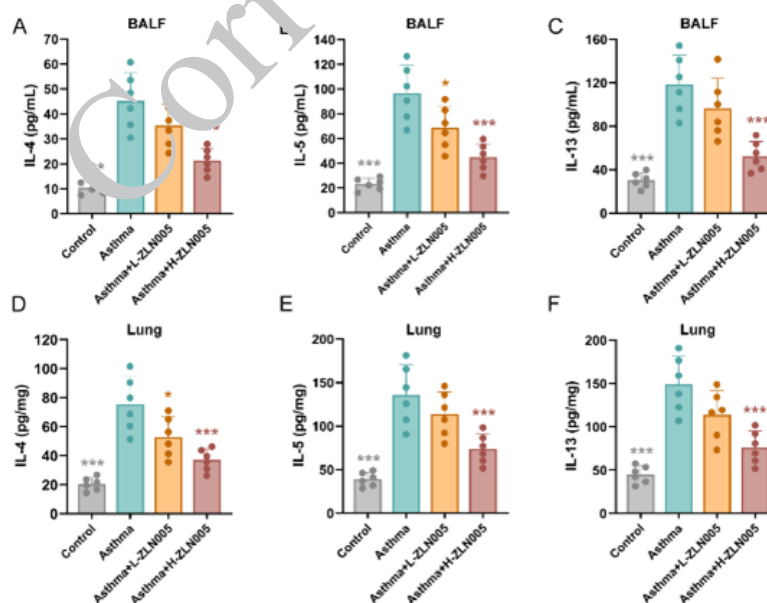 A
BALF
IL-4 (pg/mL)
70
60
50
40
30
20
10
0
Control
Asthma
Asthma+L-ZLN005
Asthma+H-ZLN005
BALF
IL-5 (pg/mL)
140
120
100
80
60
40
20
0
***
*
***
Control
Asthma
Asthma+L-ZLN005
Asthma+H-ZLN005
C
BALF
IL-13 (pg/mL)
160
120
80
40
0
***
***
Control
Asthma
Asthma+L-ZLN005
Asthma+H-ZLN005
D
Lung
IL-4 (pg/mg)
120
100
80
60
40
20
0
***
*
***
Control
Asthma
Asthma+L-ZLN005
Asthma+H-ZLN005
E
Lung
IL-5 (pg/mg)
200
150
100
50
0
***
***
Control
Asthma
Asthma+L-ZLN005
Asthma+H-ZLN005
F
Lung
IL-13 (pg/mg)
200
150
100
50
0
***
***
Control
Asthma
Asthma+L-ZLN005
Asthma+H-ZLN005